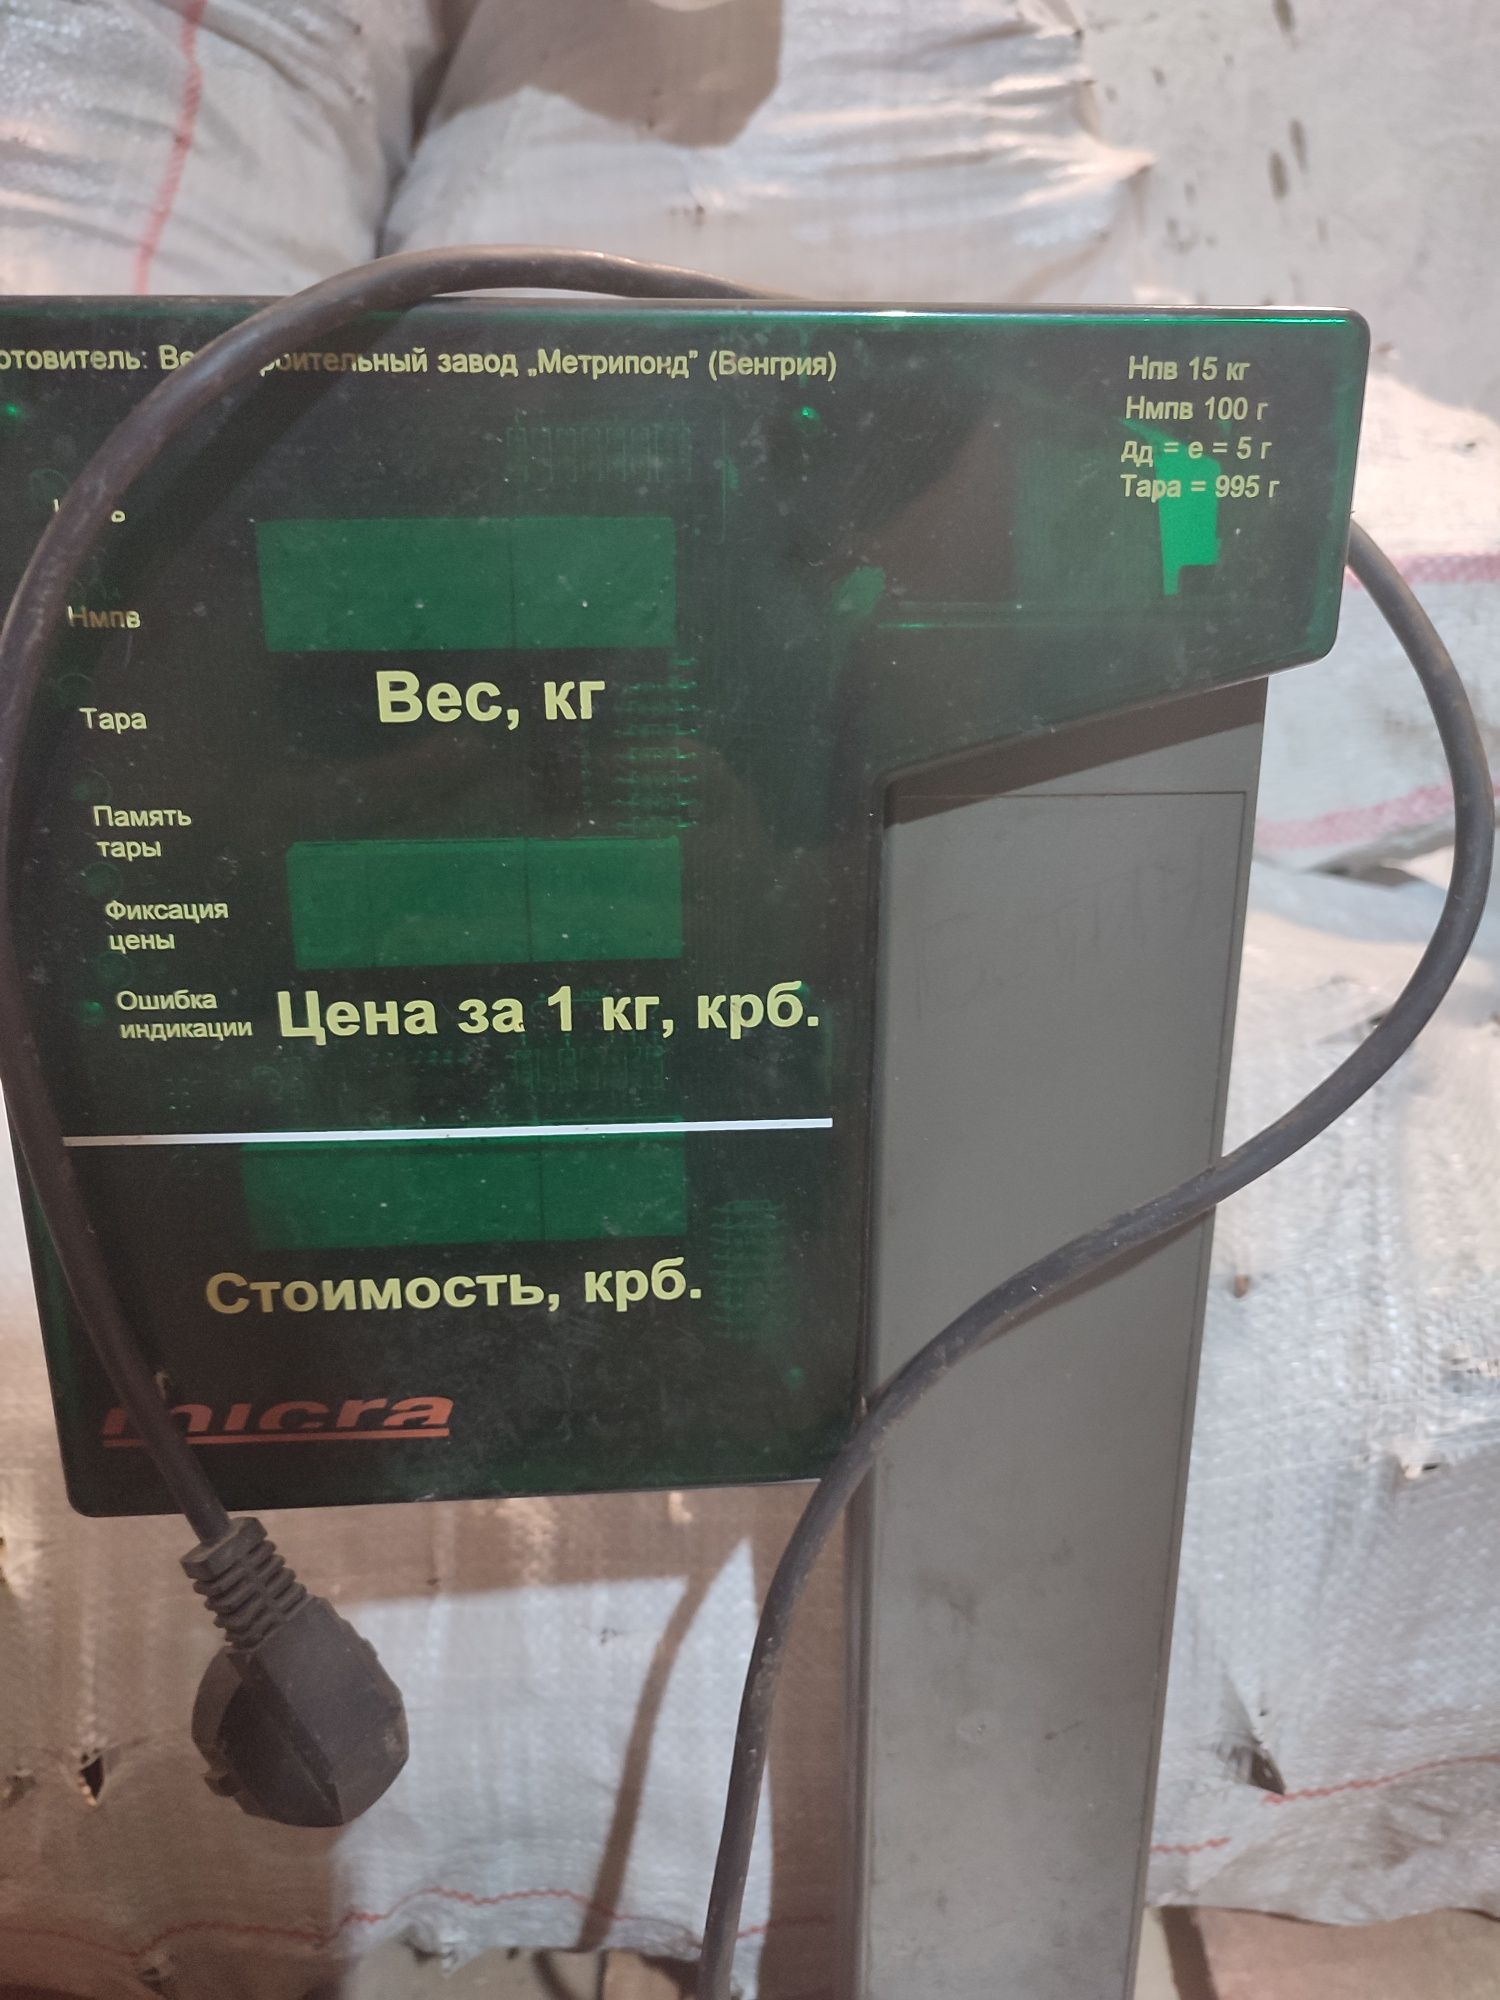 отовитель: Ве роительный завод „Метрипонд” (Венгрия)
Нпв 15 кг
Нмпв 100 г
Дд = е = 5 г
Тара = 995 г
Нмпв
Вес, кг
Тара
Память
тары
Фиксация
цены
Ошибка
индикации
Цена за 1 кг, крб.
Стоимость, крб.
micra